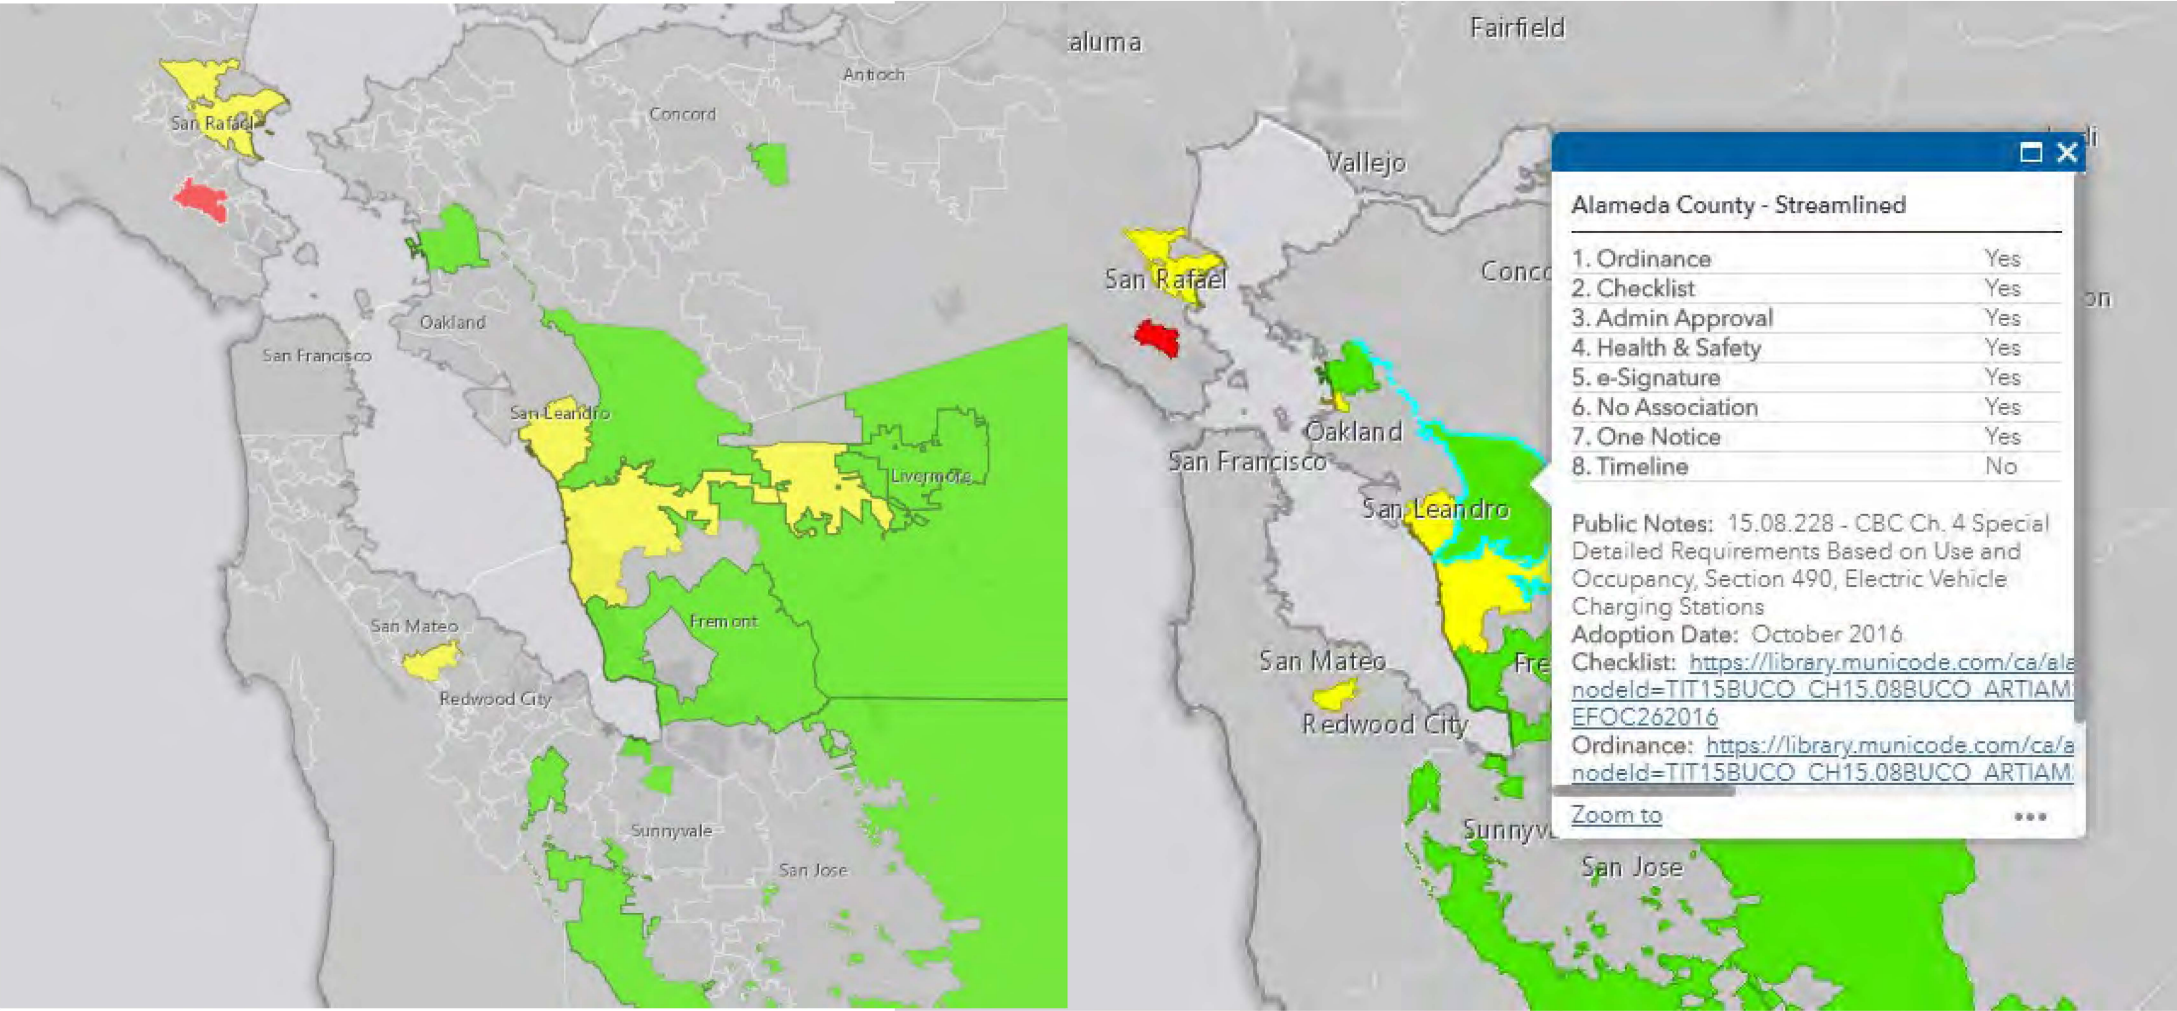 Antioch
Concord
San Rafael
Oakland
San Francisco
San Leandro
Livermore
Fremont
San Mateo
Redwood City
Sunnyvale
San Jose
Fairfield
aluma
Vallejo
San Rafael
Conco
on
Oakland
San Francisco
San Leandro
San Mateo
Fre
Redwood City
Sunnyv
San Jose
Alameda County - Streamlined
1. Ordinance Yes
2. Checklist Yes
3. Admin Approval Yes
4. Health & Safety Yes
5. e-Signature Yes
6. No Association Yes
7. One Notice Yes
8. Timeline No
Public Notes: 15.08.228 - CBC Ch. 4 Special
Detailed Requirements Based on Use and
Occupancy, Section 490, Electric Vehicle
Charging Stations
Adoption Date: October 2016
Checklist: https://library.municode.com/ca/ala
nodeId=TIT15BUCO_CH15.08BUCO_ARTIAM
EFOC262016
Ordinance: https://library.municode.com/ca/a
nodeId=TIT15BUCO_CH15.08BUCO_ARTIAM
Zoom to